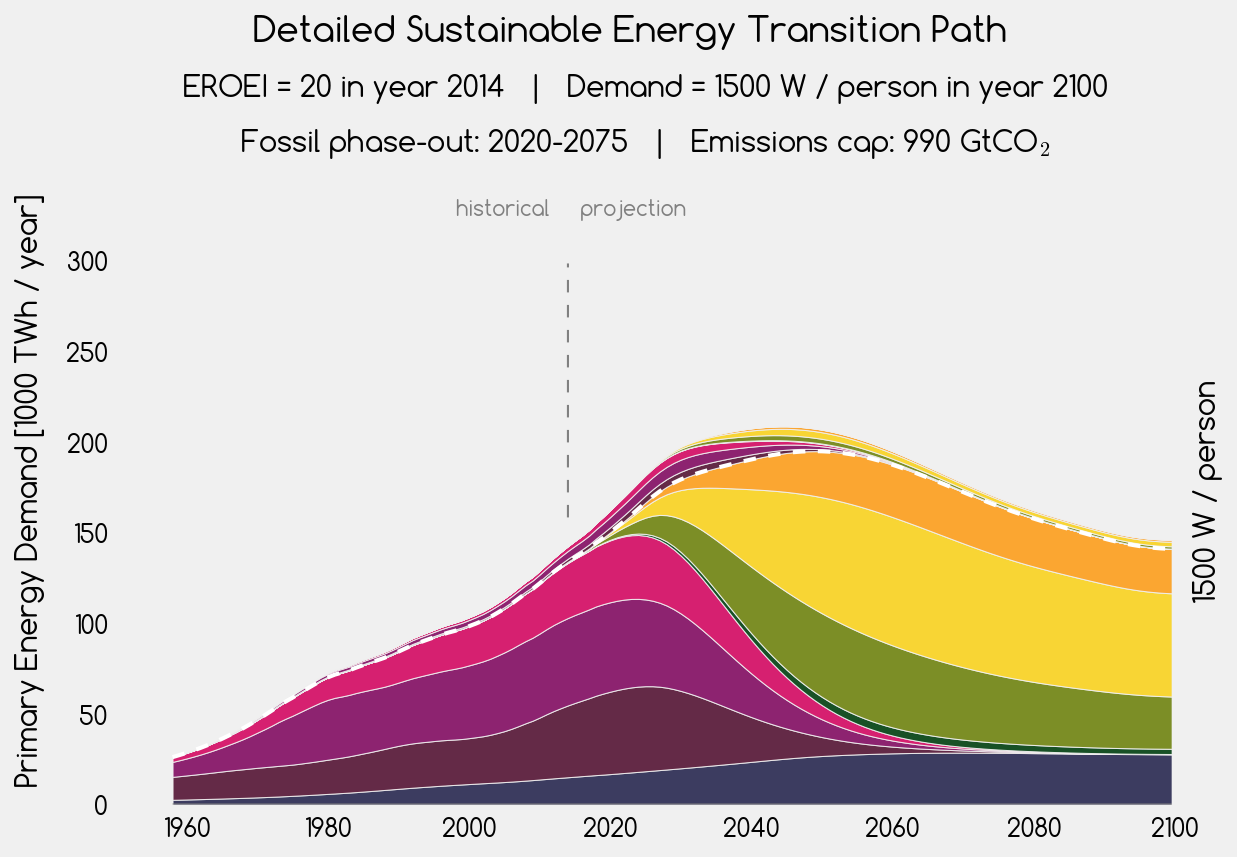 Detailed Sustainable Energy Transition Path
EROEI = 20 in year 2014 | Demand = 1500 W / person in year 2100
Fossil phase-out: 2020-2075 | Emissions cap: 990 GtCO₂
historical projection
Primary Energy Demand [1000 TWh / year]
300
250
200
150
100
50
0
1960 1980 2000 2020 2040 2060 2080 2100
1500 W / person